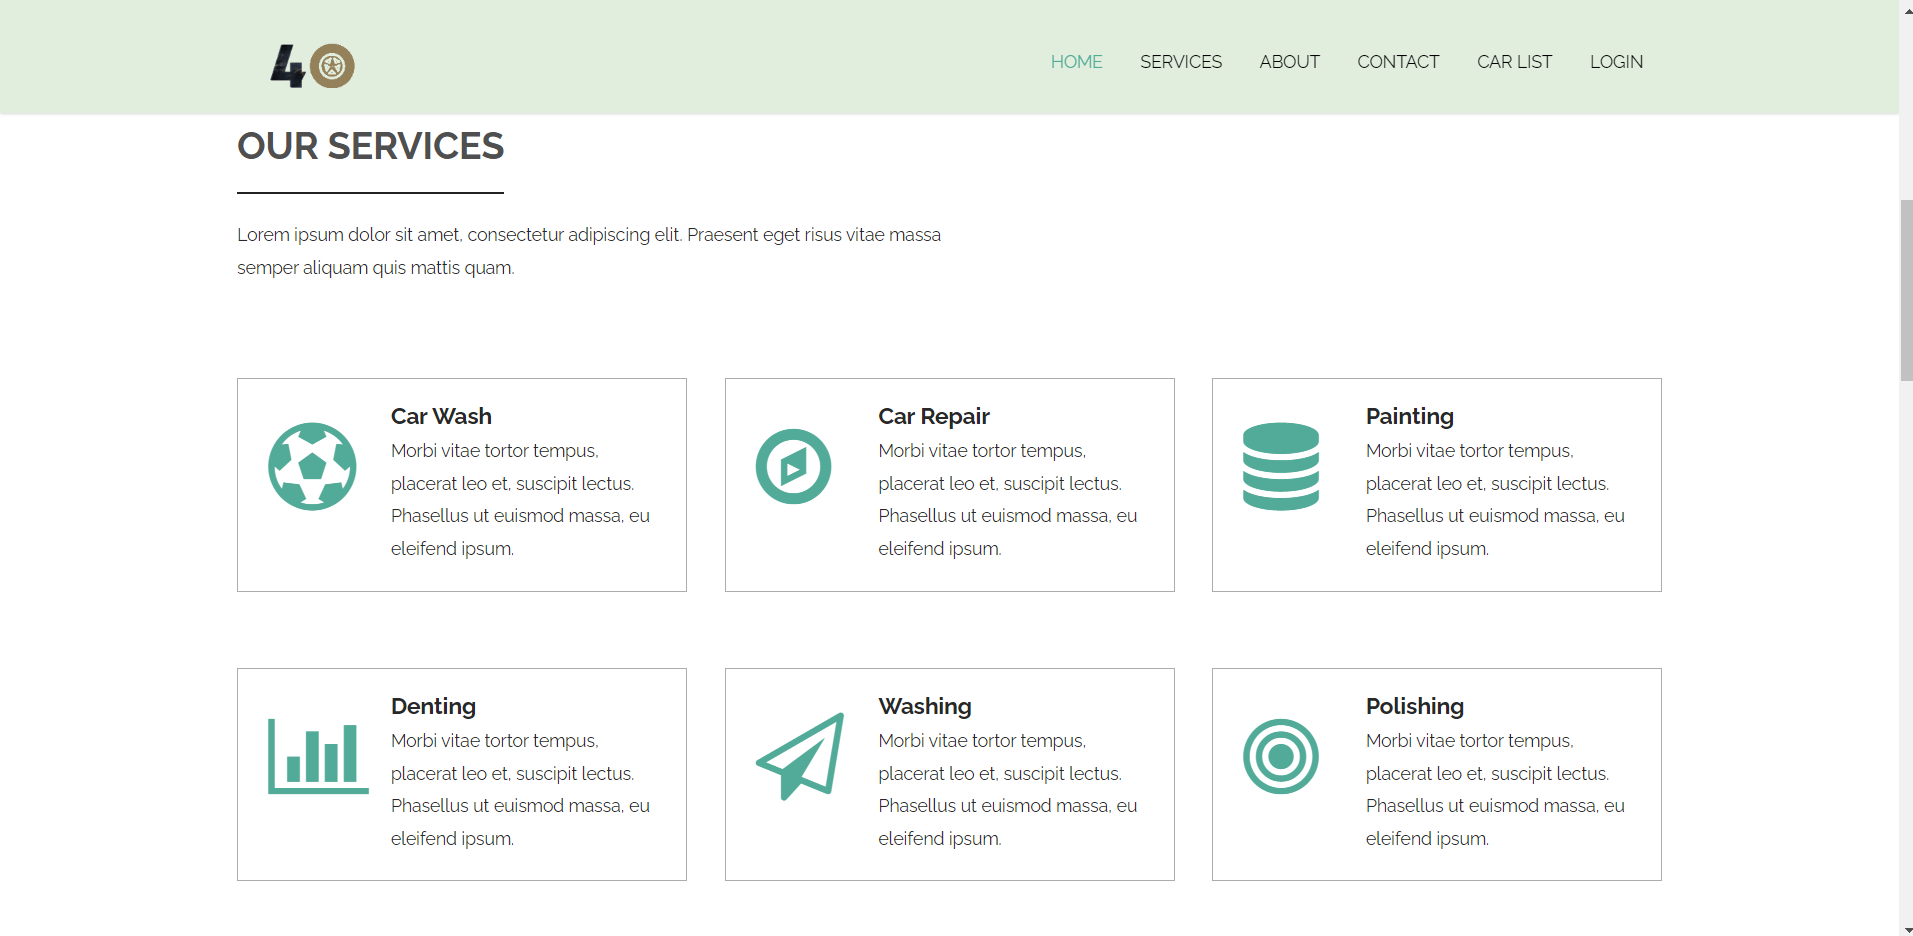 40
HOME SERVICES ABOUT CONTACT CAR LIST LOGIN
OUR SERVICES
Lorem ipsum dolor sit amet, consectetur adipiscing elit. Praesent eget risus vitae massa
semper aliquam quis mattis quam.
Car Wash
Morbi vitae tortor tempus,
placerat leo et, suscipit lectus.
Phasellus ut euismod massa, eu
eleifend ipsum.
Car Repair
Morbi vitae tortor tempus,
placerat leo et, suscipit lectus.
Phasellus ut euismod massa, eu
eleifend ipsum.
Painting
Morbi vitae tortor tempus,
placerat leo et, suscipit lectus.
Phasellus ut euismod massa, eu
eleifend ipsum.
Denting
Morbi vitae tortor tempus,
placerat leo et, suscipit lectus.
Phasellus ut euismod massa, eu
eleifend ipsum.
Washing
Morbi vitae tortor tempus,
placerat leo et, suscipit lectus.
Phasellus ut euismod massa, eu
eleifend ipsum.
Polishing
Morbi vitae tortor tempus,
placerat leo et, suscipit lectus.
Phasellus ut euismod massa, eu
eleifend ipsum.